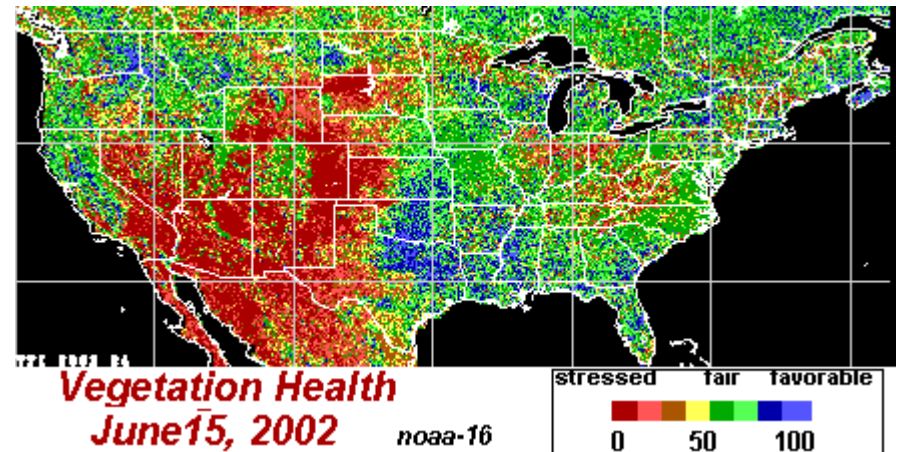 Vegetation Health
June15, 2002
noaa-16
stressed fair favorable
0 50 100